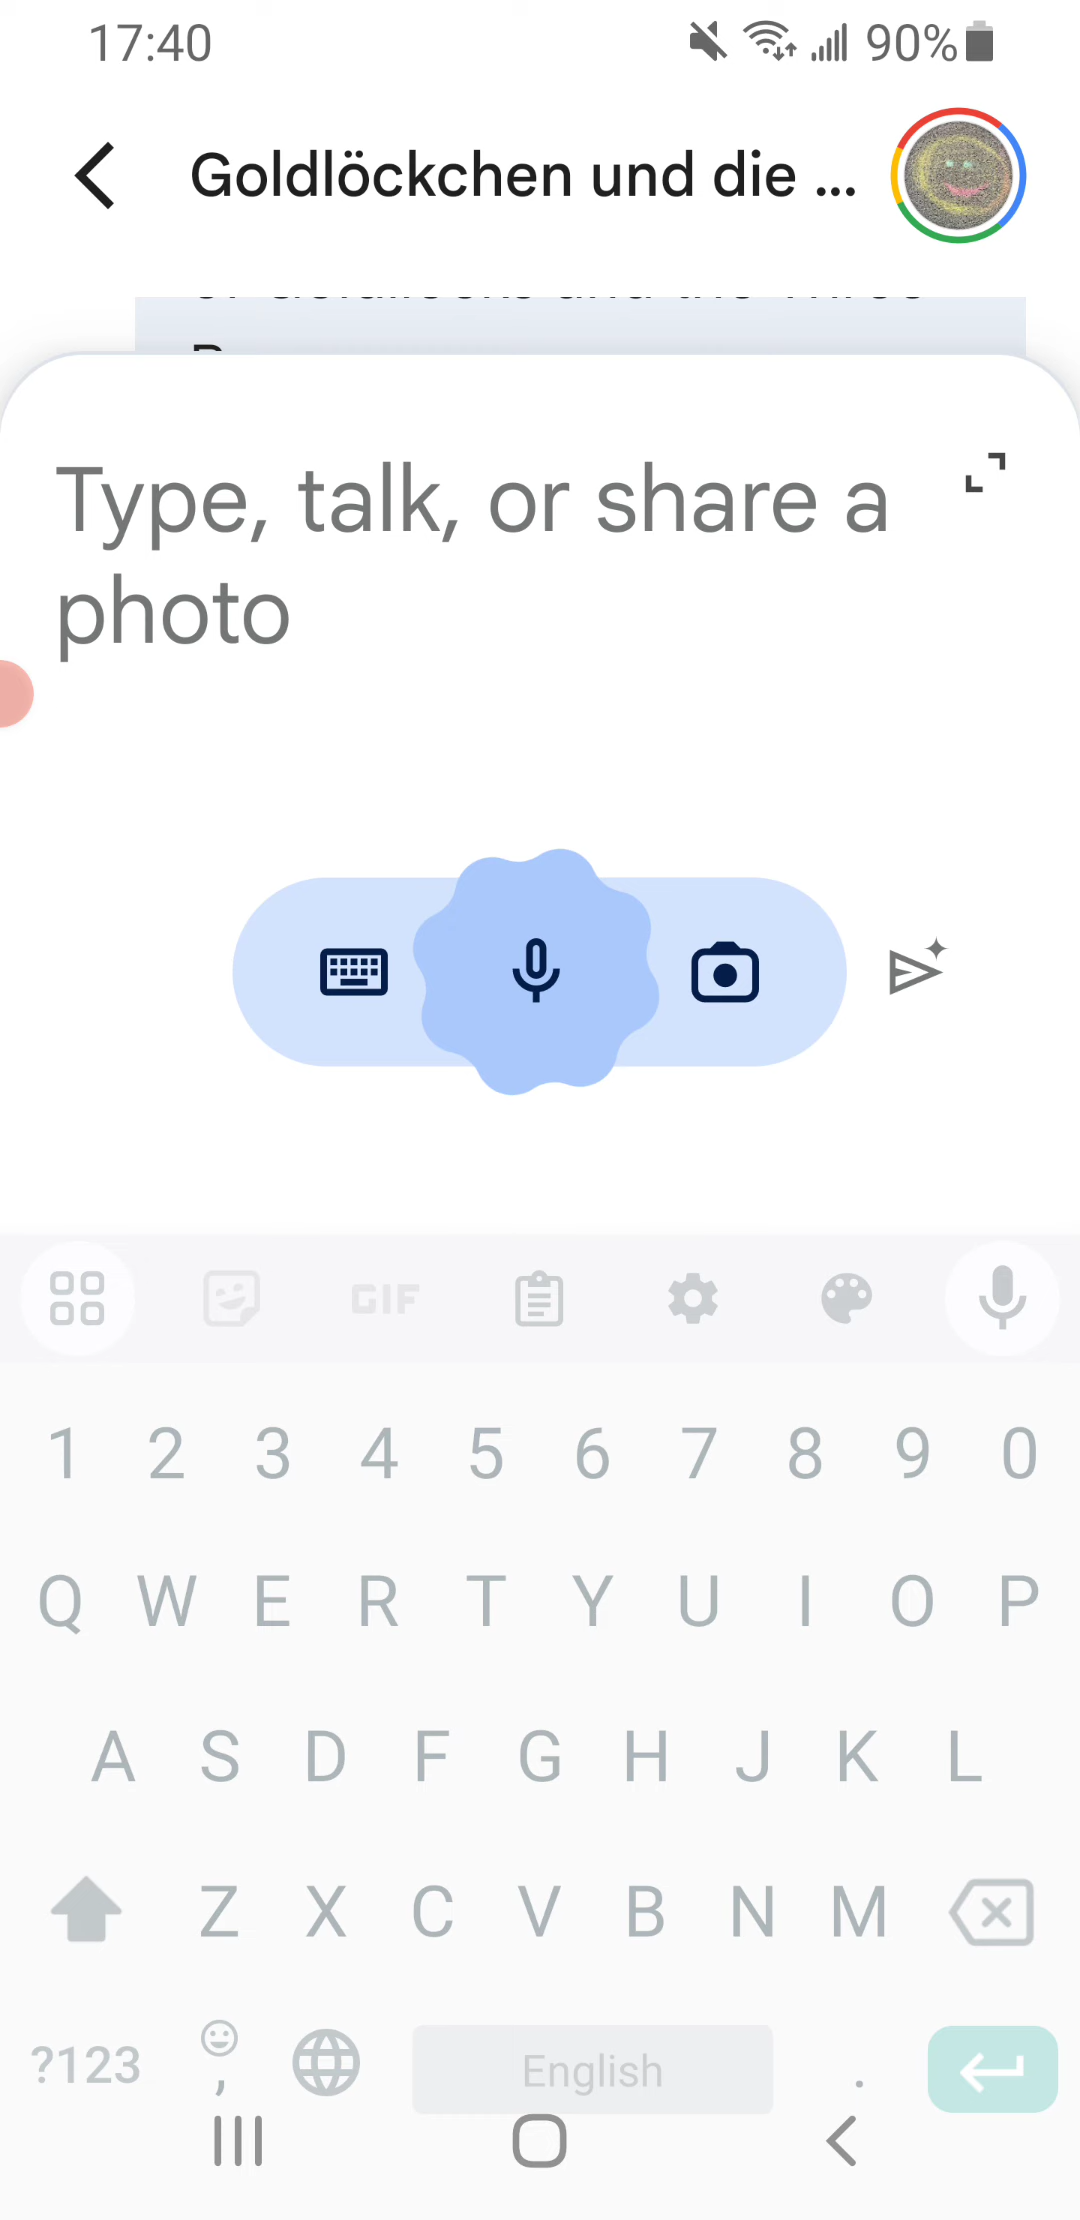 17:40
90%
Goldlöckchen und die ...
Type, talk, or share a
photo
GIF
1 2 3 4 5 6 7 8 9 0
Q W E R T Y U I O P
A S D F G H J K L
Z X C V B N M
?123 , English .